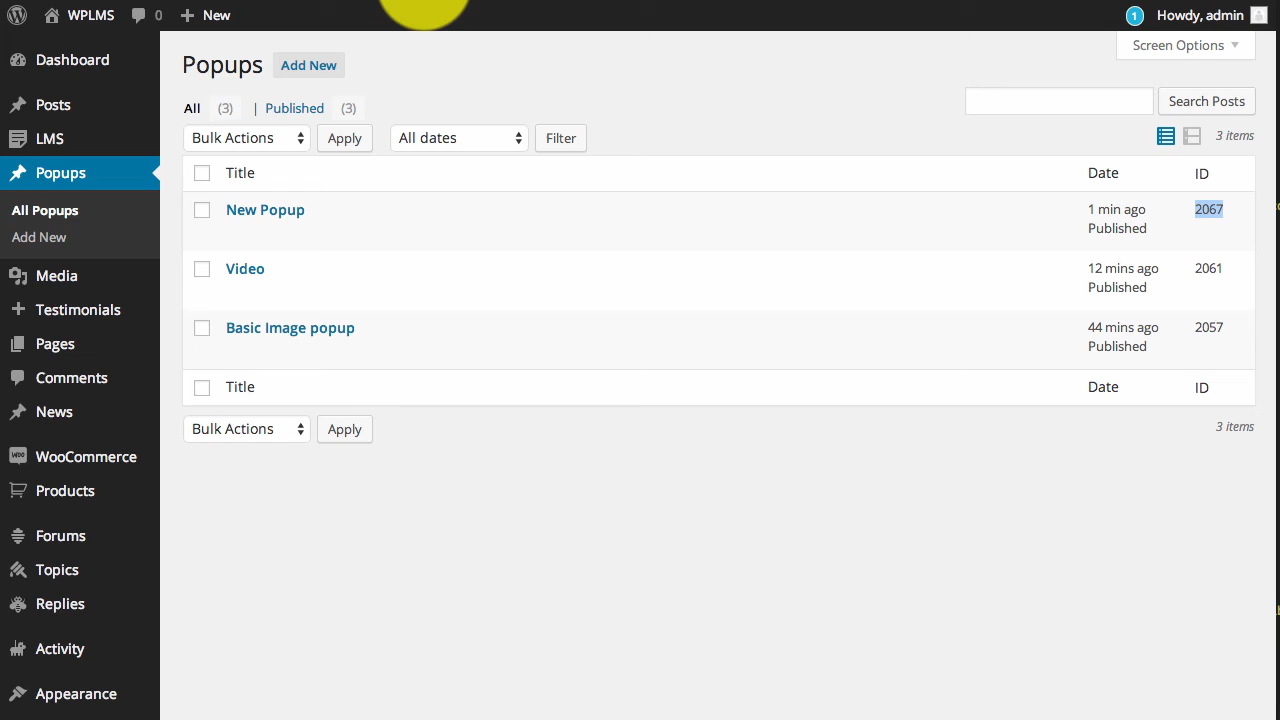 WPLMS 0 New 1 Howdy, admin
Screen Options
Popups Add New
All (3) | Published (3)
Search Posts
Bulk Actions Apply All dates Filter 3 items
Title Date ID
New Popup 1 min ago Published 2067
Video 12 mins ago Published 2061
Basic Image popup 44 mins ago Published 2057
Title Date ID
Bulk Actions Apply 3 items
Dashboard
Posts
LMS
Popups
All Popups
Add New
Media
Testimonials
Pages
Comments
News
WooCommerce
Products
Forums
Topics
Replies
Activity
Appearance